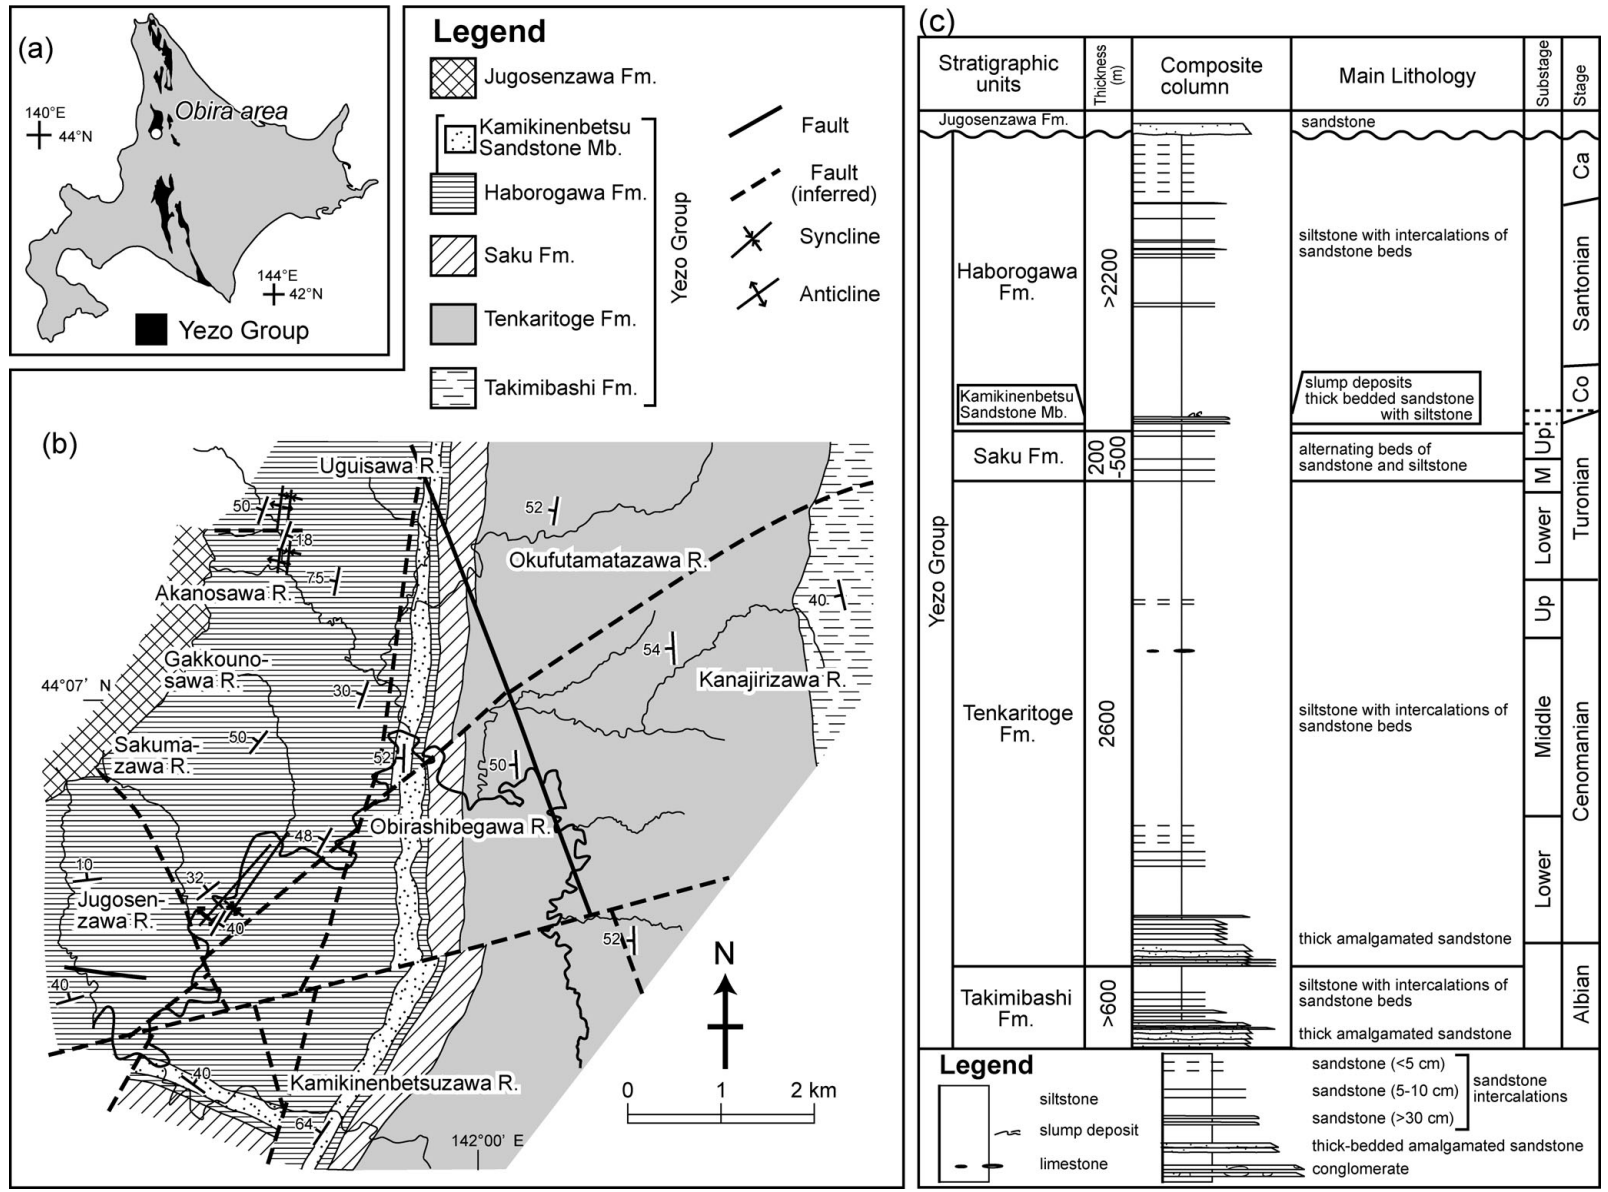 (a)
140°E
44°N
Obira area
144°E
42°N
Yezo Group
Legend
Jugosenzawa Fm.
Kamikinenbetsu
Sandstone Mb.
Haborogawa Fm.
Saku Fm.
Tenkaritoge Fm.
Takimibashi Fm.
Yezo Group
Fault
Fault
(inferred)
Syncline
Anticline
(b)
Uguisawa R.
50
52
18
Okufutamatazawa R.
75
Akanosawa R.
40
54
Gakkouno-
sawa R.
Kanajirizawa R.
44°07' N
30
50
Sakuma-
zawa R.
52
50
Obirashibegawa R.
48
10
32
Jugosen-
zawa R.
40
52
N
40
40
Kamikinenbetsuzawa R.
64
0 1 2 km
142°00' E
(c)
Stratigraphic
units
Thickness
(m)
Composite
column
Main Lithology
Substage
Stage
Jugosenzawa Fm.
sandstone
Ca
Haborogawa
Fm.
>2200
siltstone with intercalations of
sandstone beds
Santonian
Kamikinenbetsu
Sandstone Mb.
slump deposits
thick bedded sandstone
with siltstone
Co
Saku Fm.
200
-500
alternating beds of
sandstone and siltstone
Up
M
Lower
Turonian
Yezo Group
Tenkaritoge
Fm.
2600
siltstone with intercalations of
sandstone beds
Up
Middle
Lower
Cenomanian
thick amalgamated sandstone
Takimibashi
Fm.
>600
siltstone with intercalations of
sandstone beds
thick amalgamated sandstone
Albian
Legend
siltstone
slump deposit
limestone
sandstone (<5 cm)
sandstone (5-10 cm)
sandstone (>30 cm)
sandstone
intercalations
thick-bedded amalgamated sandstone
conglomerate